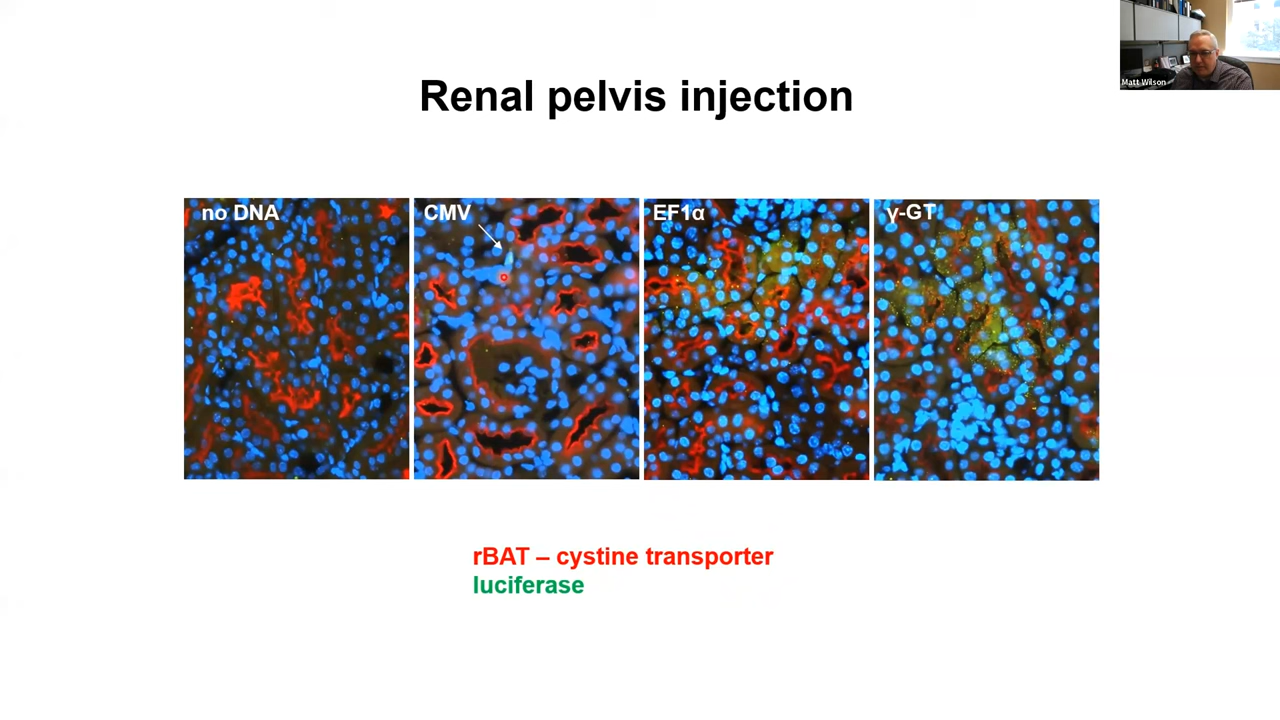 Matt Wilson
Renal pelvis injection
no DNA
CMV
EF1α
γ-GT
rBAT – cystine transporter
luciferase